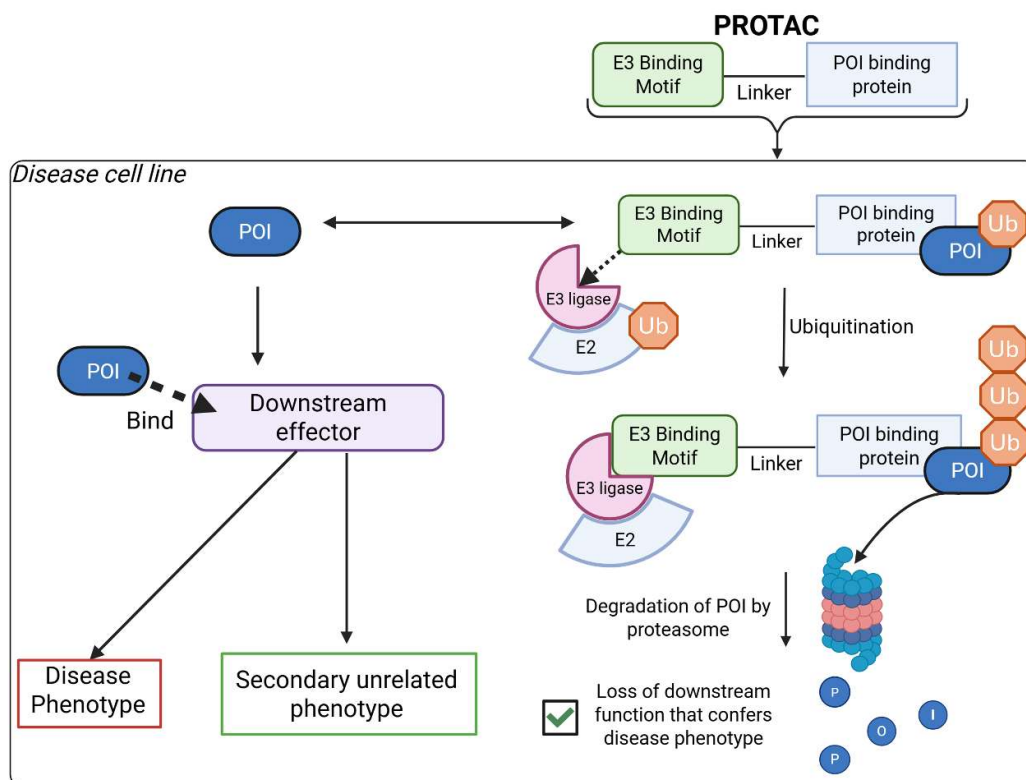 PROTAC
E3 Binding
Motif
Linker
POI binding
protein
Disease cell line
POI
E3 Binding
Motif
Linker
POI binding
protein
POI
Ub
E3 ligase
E2
Ub
Ubiquitination
POI
Bind
Downstream
effector
Ub
Ub
Ub
E3 Binding
Motif
Linker
POI binding
protein
POI
E3 ligase
E2
Degradation of POI by
proteasome
Disease
Phenotype
Secondary unrelated
phenotype
Loss of downstream
function that confers
disease phenotype
P
O
I
P